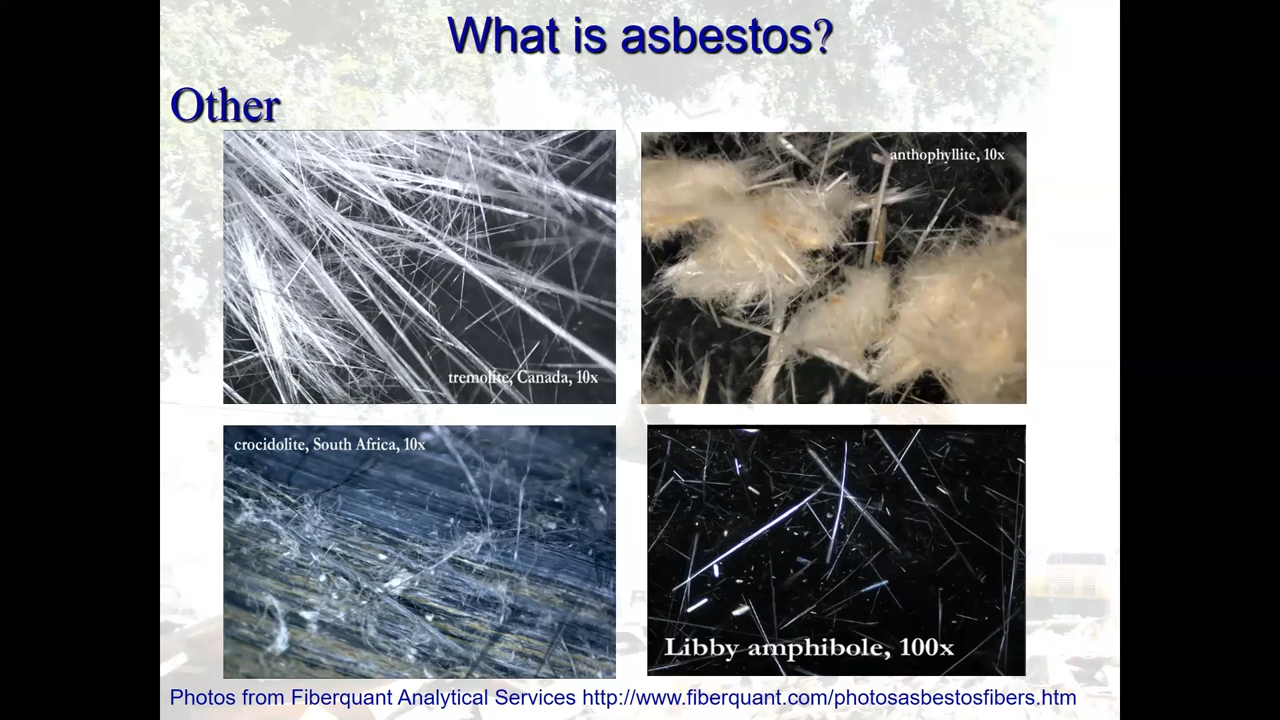 What is asbestos?
Other
tremolite, Canada, 10x
anthophyllite, 10x
crocidolite, South Africa, 10x
Libby amphibole, 100x
Photos from Fiberquant Analytical Services http://www.fiberquant.com/photosasbestosfibers.htm